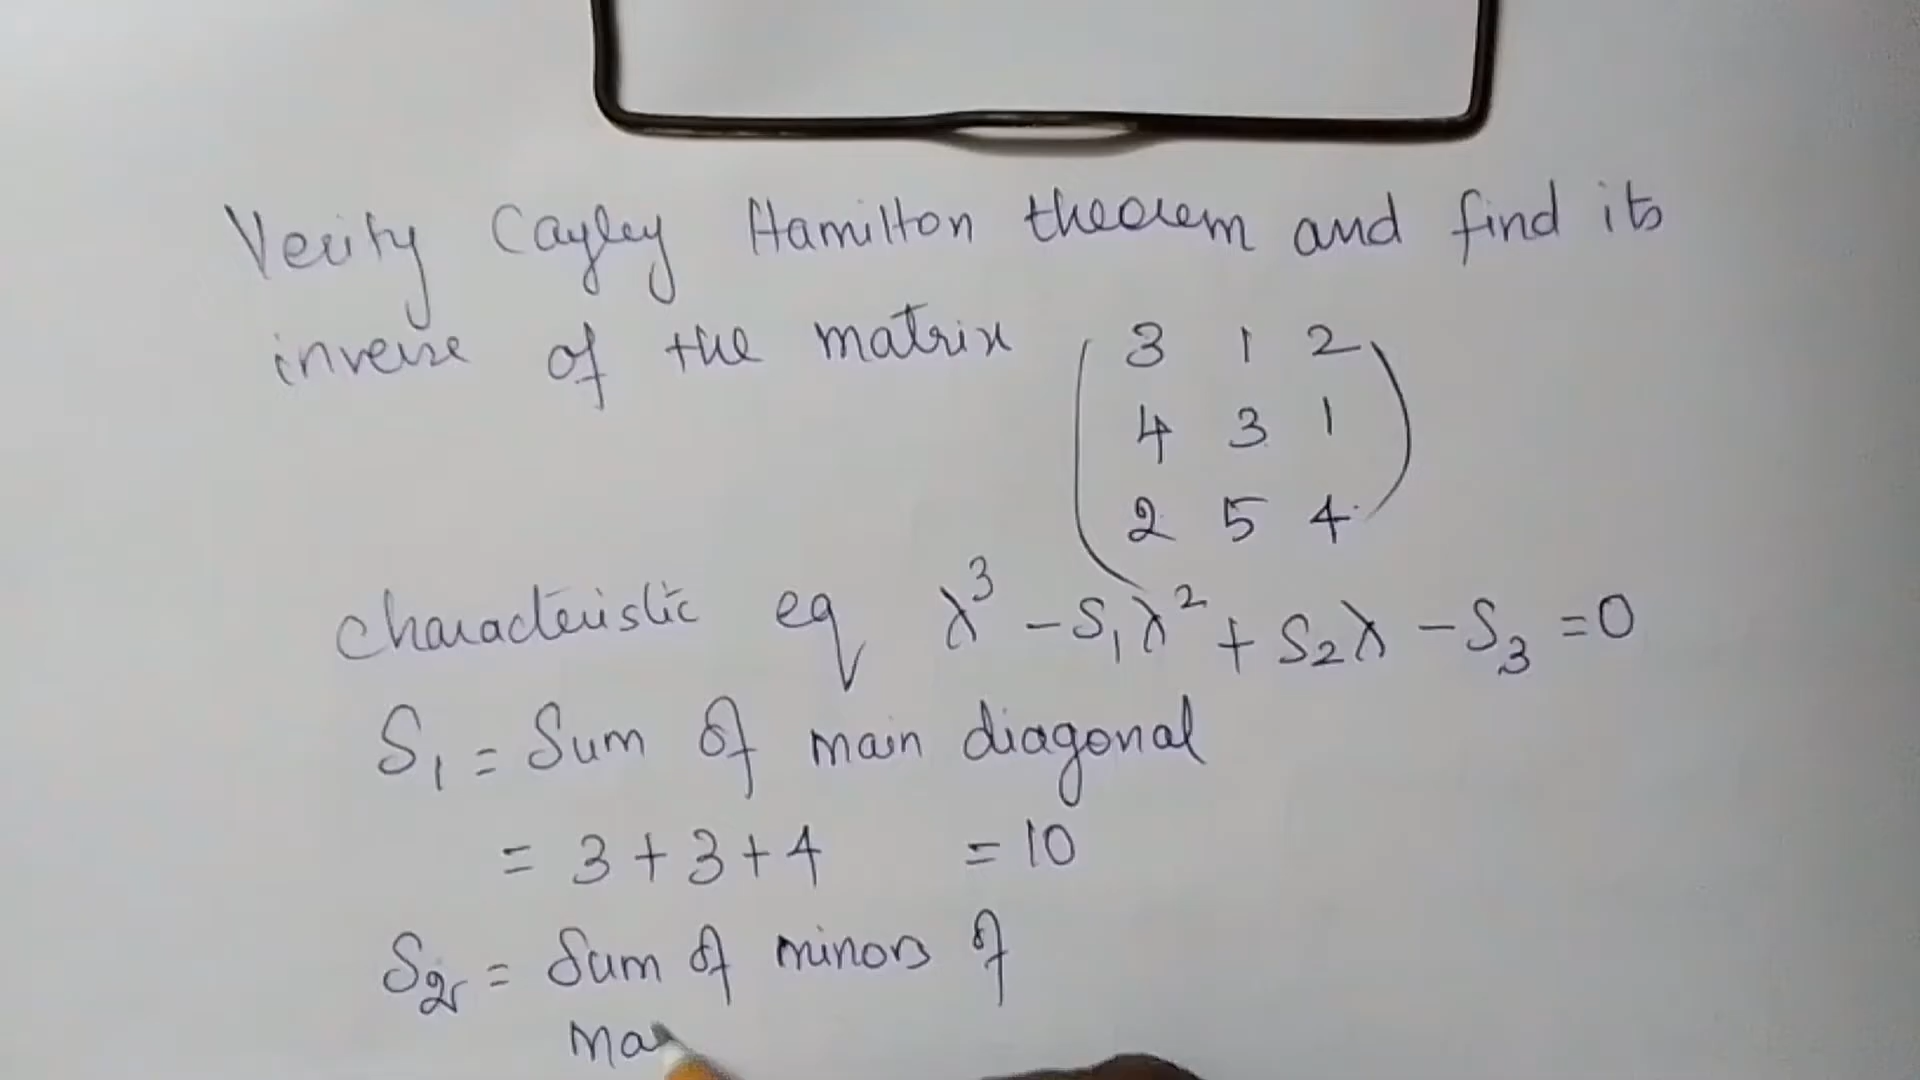 Verify Cayley Hamilton theorem and find its
inverse of the matrix ( 3 1 2
4 3 1
2 5 4 )
characteristic eq λ³ - S₁λ² + S₂λ - S₃ = 0
S₁ = Sum of main diagonal
= 3 + 3 + 4 = 10
S₂ = Sum of minors of
ma